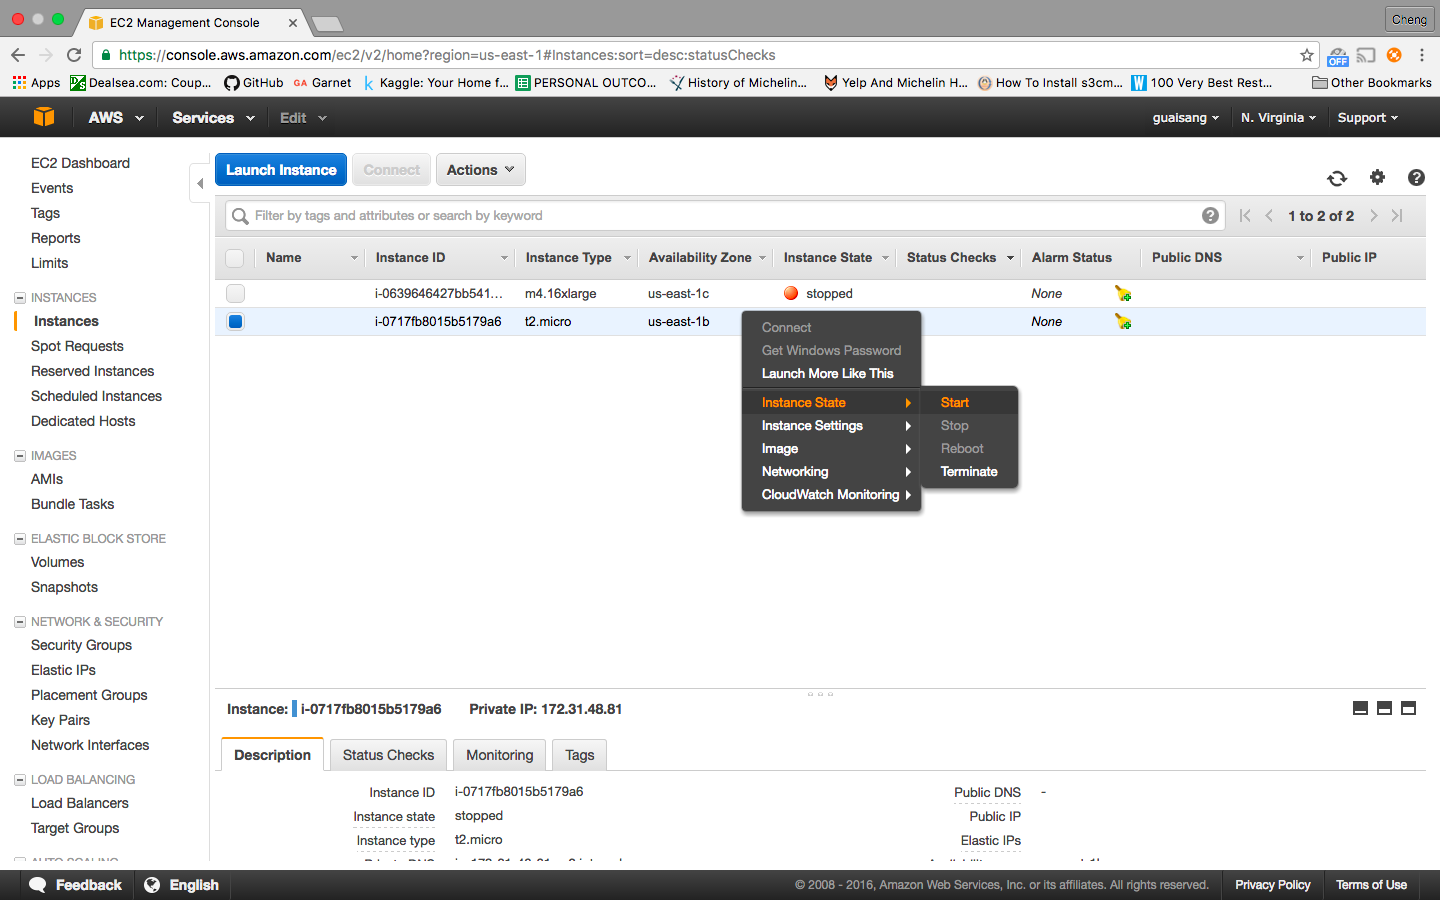 EC2 Management Console
Cheng
https://console.aws.amazon.com/ec2/v2/home?region=us-east-1#Instances:sort=desc:statusChecks
OFF
Apps
Dealsea.com: Coup...
GitHub
GA Garnet
k Kaggle: Your Home f...
PERSONAL OUTCO...
History of Michelin...
Yelp And Michelin H...
How To Install s3cm...
W 100 Very Best Rest...
Other Bookmarks
AWS
Services
Edit
guaisang
N. Virginia
Support
EC2 Dashboard
Events
Tags
Reports
Limits
INSTANCES
Instances
Spot Requests
Reserved Instances
Scheduled Instances
Dedicated Hosts
IMAGES
AMIs
Bundle Tasks
ELASTIC BLOCK STORE
Volumes
Snapshots
NETWORK & SECURITY
Security Groups
Elastic IPs
Placement Groups
Key Pairs
Network Interfaces
LOAD BALANCING
Load Balancers
Target Groups
AUTO SCALING
Launch Instance
Connect
Actions
Filter by tags and attributes or search by keyword
1 to 2 of 2
Name Instance ID Instance Type Availability Zone Instance State Status Checks Alarm Status Public DNS Public IP
i-0639646427bb541... m4.16xlarge us-east-1c stopped None
i-0717fb8015b5179a6 t2.micro us-east-1b None
Connect
Get Windows Password
Launch More Like This
Instance State
Instance Settings
Image
Networking
CloudWatch Monitoring
Start
Stop
Reboot
Terminate
Instance: i-0717fb8015b5179a6 Private IP: 172.31.48.81
Description
Status Checks
Monitoring
Tags
Instance ID i-0717fb8015b5179a6
Instance state stopped
Instance type t2.micro
Public DNS -
Public IP
Elastic IPs
Feedback
English
© 2008 - 2016, Amazon Web Services, Inc. or its affiliates. All rights reserved.
Privacy Policy
Terms of Use